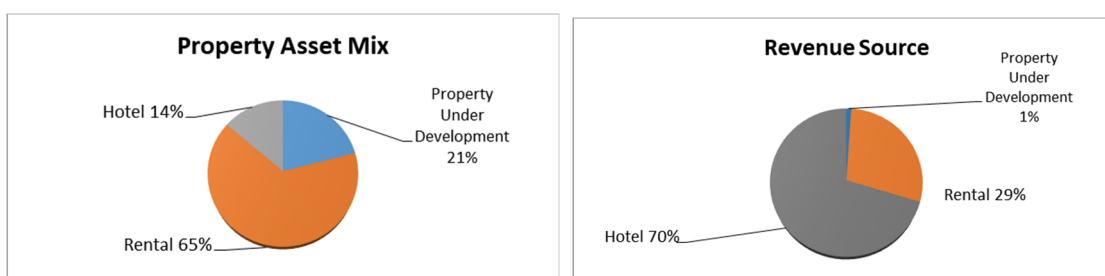 Property Asset Mix
Hotel 14%
Property
Under
Development
21%
Rental 65%
Revenue Source
Property
Under
Development
1%
Rental 29%
Hotel 70%